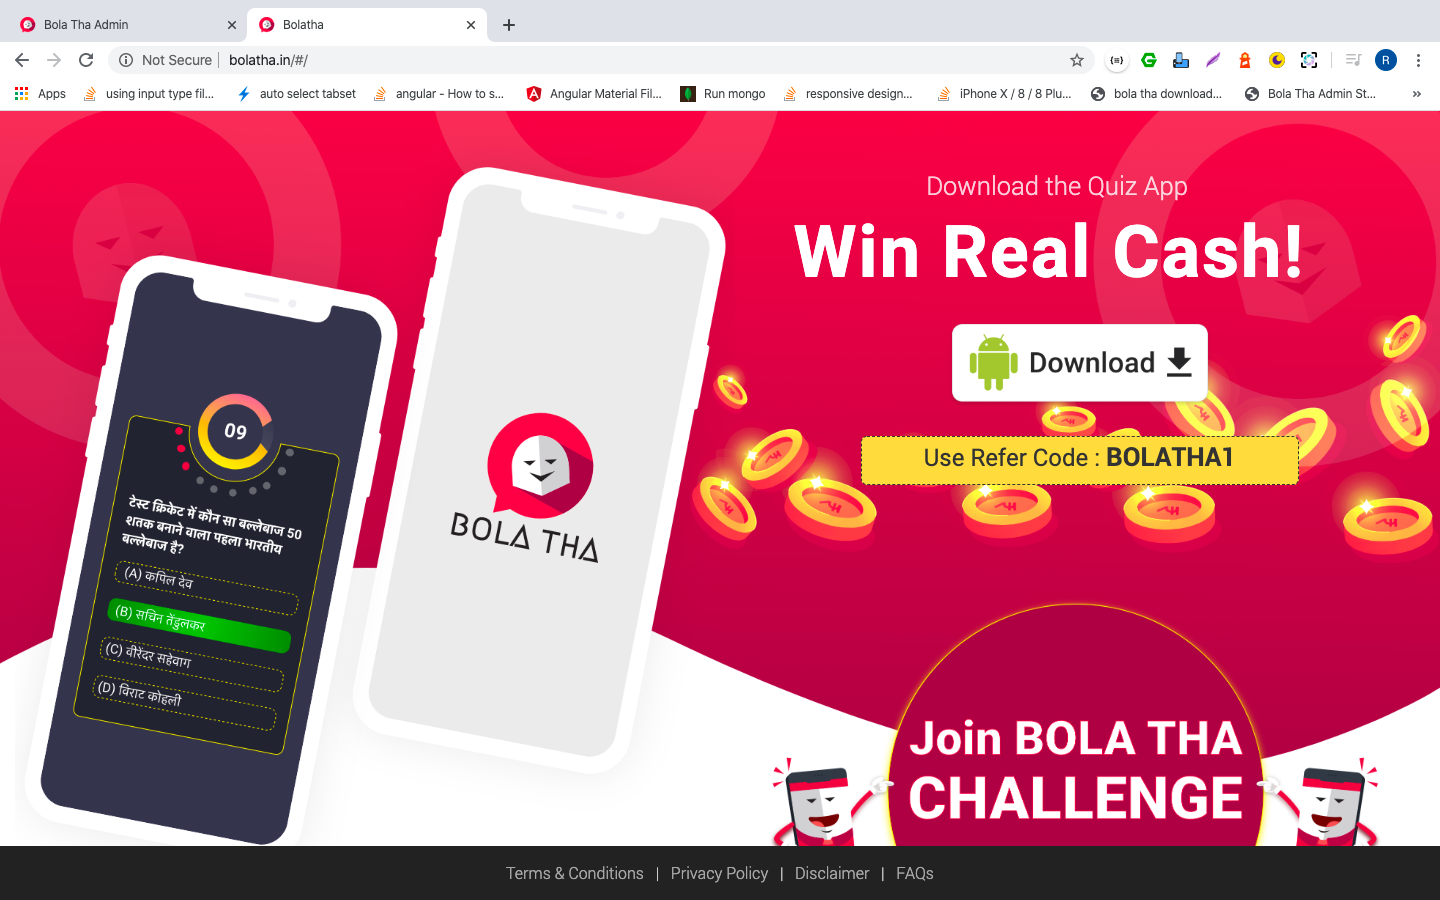 Bola Tha Admin
Bolatha
Not Secure
bolatha.in/#/
R
Apps
using input type fil...
auto select tabset
angular - How to s...
Angular Material Fil...
Run mongo
responsive design...
iPhone X / 8 / 8 Plu...
bola tha download...
Bola Tha Admin St...
»
Download the Quiz App
Win Real Cash!
Download
Use Refer Code : BOLATHA1
09
टेस्ट क्रिकेट में कौन सा बल्लेबाज 50
शतक बनाने वाला पहला भारतीय
बल्लेबाज है?
(A) कपिल देव
(B) सचिन तेंडुलकर
(C) वीरेंदर सहेवाग
(D) विराट कोहली
BOLA THA
Join BOLA THA
CHALLENGE
Terms & Conditions | Privacy Policy | Disclaimer | FAQs